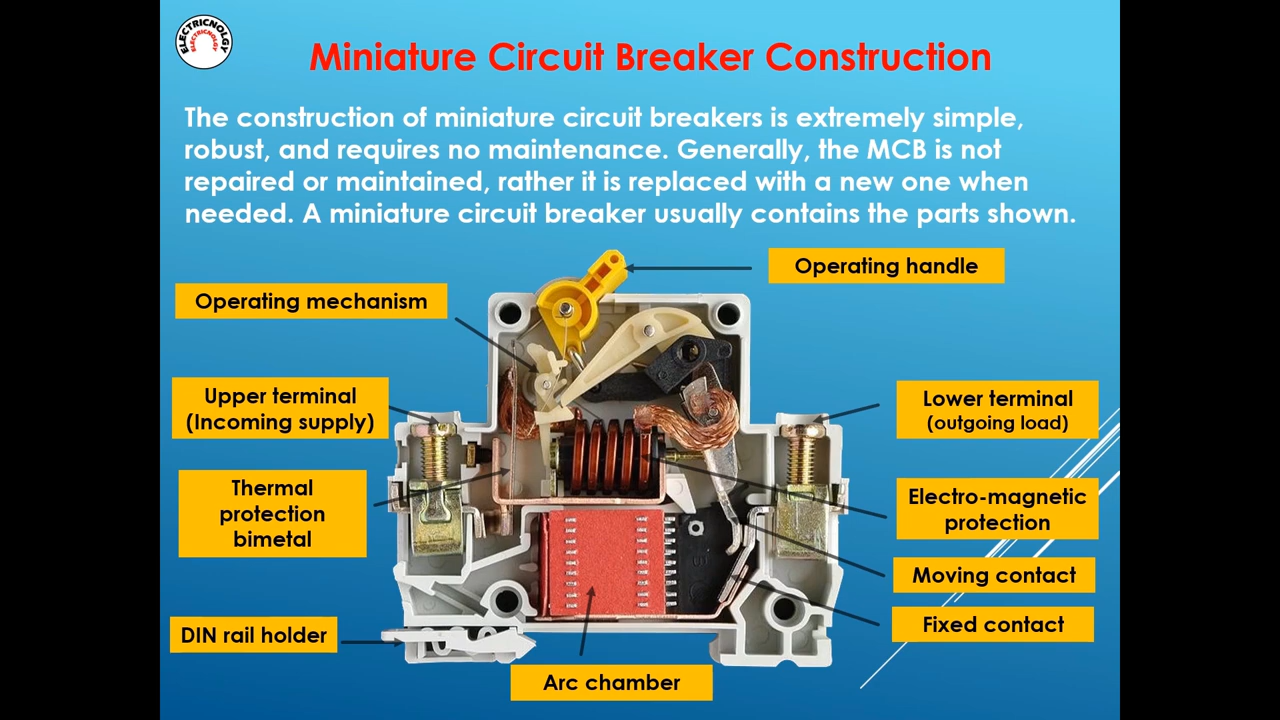 ELECTRICNOLGY
ELECTRICNOLGY
Miniature Circuit Breaker Construction
The construction of miniature circuit breakers is extremely simple,
robust, and requires no maintenance. Generally, the MCB is not
repaired or maintained, rather it is replaced with a new one when
needed. A miniature circuit breaker usually contains the parts shown.
Operating handle
Operating mechanism
Upper terminal
(Incoming supply)
Lower terminal
(outgoing load)
Thermal
protection
bimetal
Electro-magnetic
protection
Moving contact
Fixed contact
DIN rail holder
Arc chamber